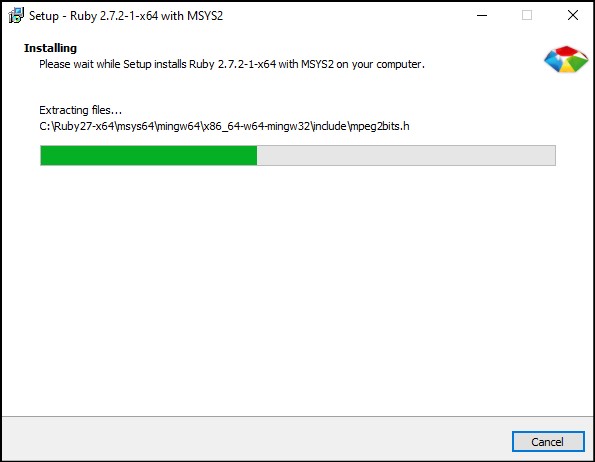 Setup - Ruby 2.7.2-1-x64 with MSYS2
Installing
Please wait while Setup installs Ruby 2.7.2-1-x64 with MSYS2 on your computer.
Extracting files...
C:\Ruby27-x64\msys64\mingw64\x86_64-w64-mingw32\include\mpeg2bits.h
Cancel